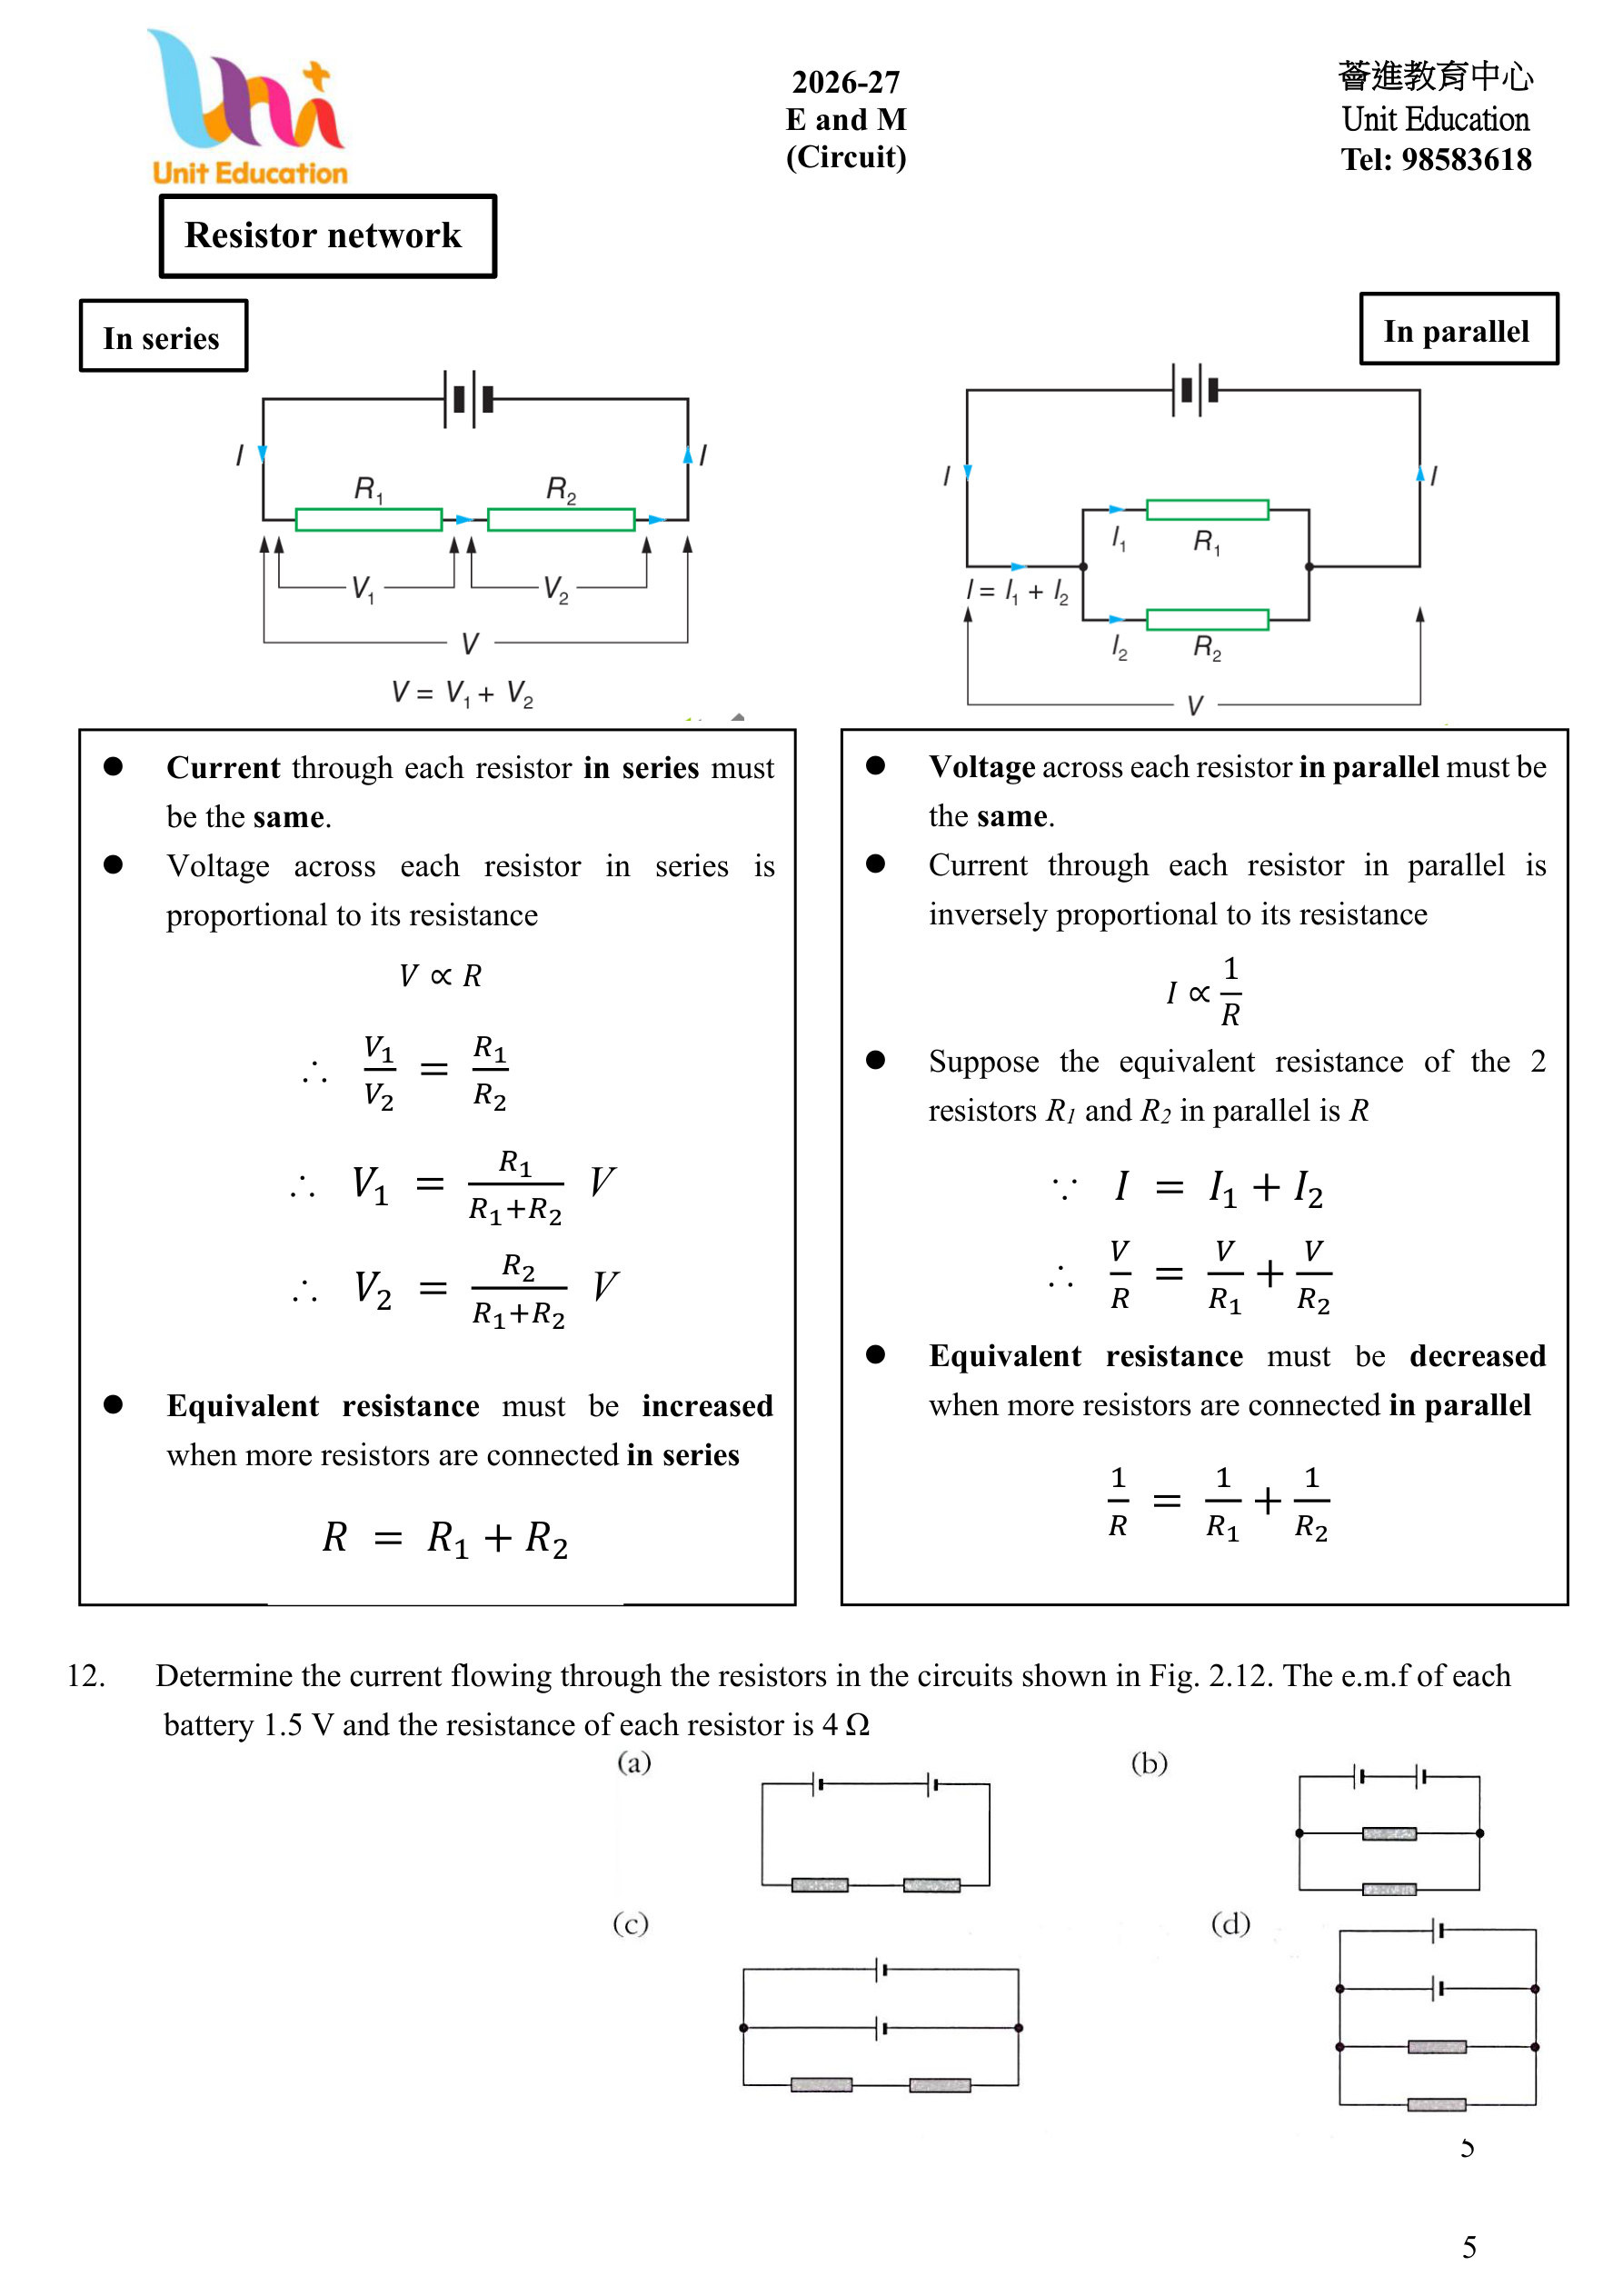 Uni+
Unit Education
2026-27
E and M
(Circuit)
薈進教育中心
Unit Education
Tel: 98583618
Resistor network
In series
In parallel
I
I
R₁
R₂
V₁
V₂
V
V = V₁ + V₂
I
I
I₁
R₁
I = I₁ + I₂
I₂
R₂
V
● Current through each resistor in series must
be the same.
● Voltage across each resistor in series is
proportional to its resistance
V ∝ R
∴ V₁/V₂ = R₁/R₂
∴ V₁ = R₁/(R₁+R₂) V
∴ V₂ = R₂/(R₁+R₂) V
● Equivalent resistance must be increased
when more resistors are connected in series
R = R₁ + R₂
● Voltage across each resistor in parallel must be
the same.
● Current through each resistor in parallel is
inversely proportional to its resistance
I ∝ 1/R
● Suppose the equivalent resistance of the 2
resistors R₁ and R₂ in parallel is R
∵ I = I₁ + I₂
∴ V/R = V/R₁ + V/R₂
● Equivalent resistance must be decreased
when more resistors are connected in parallel
1/R = 1/R₁ + 1/R₂
12. Determine the current flowing through the resistors in the circuits shown in Fig. 2.12. The e.m.f of each
battery 1.5 V and the resistance of each resistor is 4 Ω
(a)
(b)
(c)
(d)
5
5